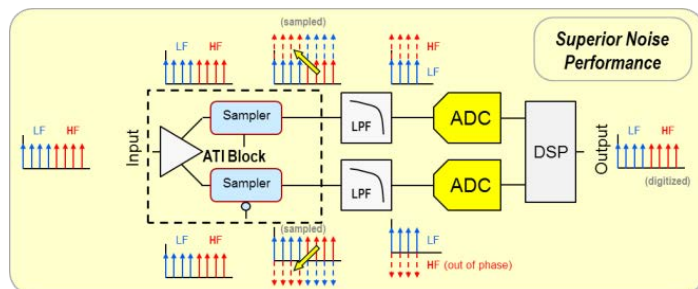 (sampled)
LF HF
HF
LF
Superior Noise
Performance
LF HF
Input
Sampler
ATI Block
Sampler
LPF
LPF
ADC
ADC
DSP
Output
LF HF
(digitized)
LF HF
(sampled)
LF
HF (out of phase)